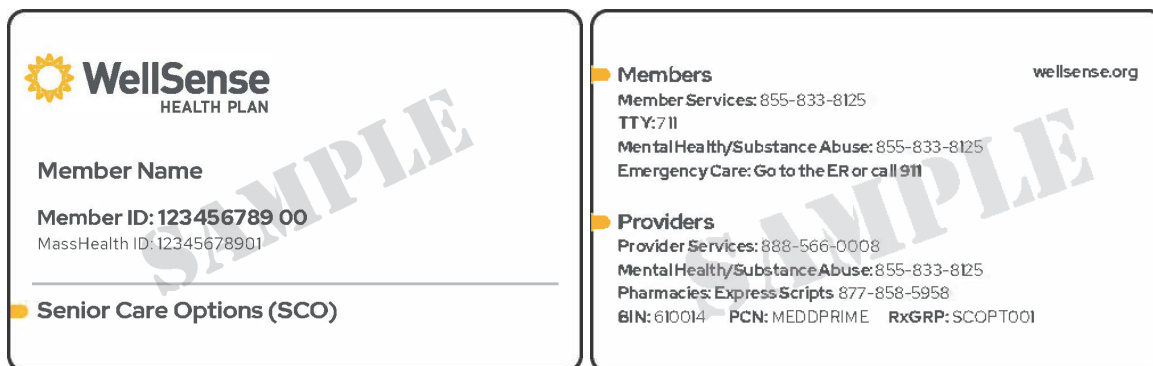 WellSense
HEALTH PLAN
Member Name
Member ID: 123456789 00
MassHealth ID: 12345678901
Senior Care Options (SCO)
SAMPLE
Members
wellsense.org
Member Services: 855-833-8125
TTY: 711
Mental Health/Substance Abuse: 855-833-8125
Emergency Care: Go to the ER or call 911
Providers
Provider Services: 888-566-0008
Mental Health/Substance Abuse: 855-833-8125
Pharmacies: Express Scripts 877-858-5958
BIN: 610014 PCN: MEDDPRIME RxGRP: SCOPT001
SAMPLE